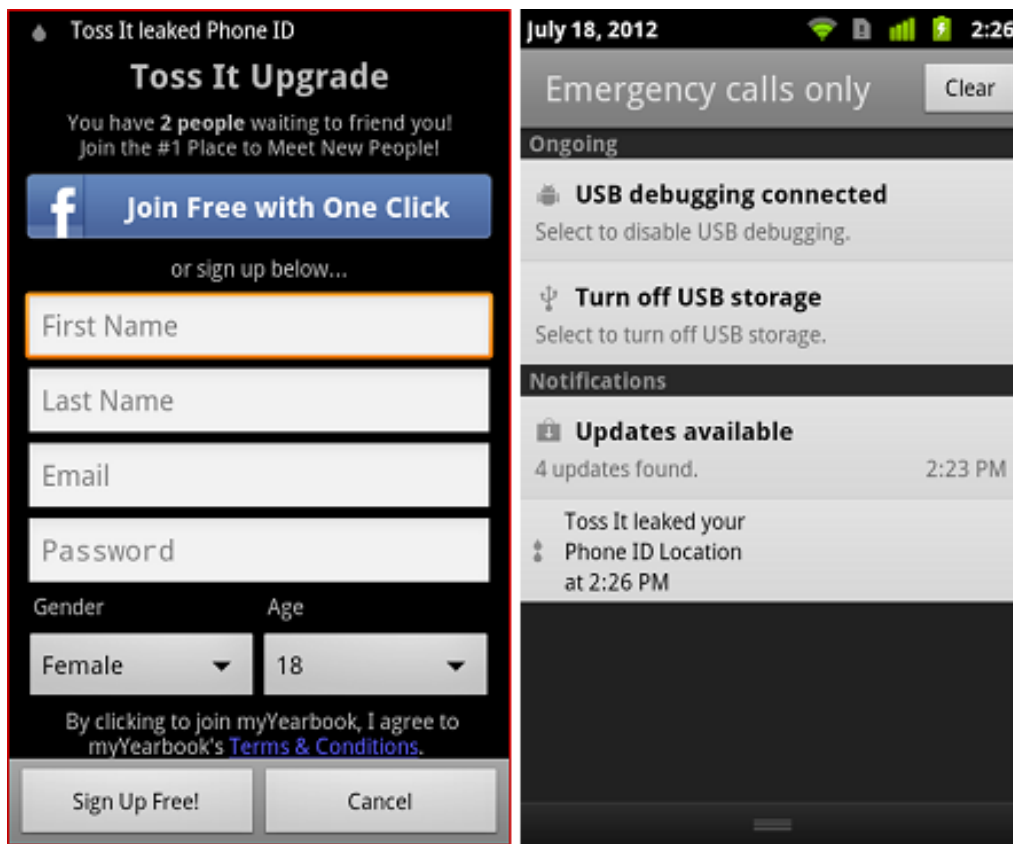 Toss It leaked Phone ID
Toss It Upgrade
You have 2 people waiting to friend you!
Join the #1 Place to Meet New People!
f Join Free with One Click
or sign up below...
First Name
Last Name
Email
Password
Gender Age
Female 18
By clicking to join myYearbook, I agree to
myYearbook's Terms & Conditions.
Sign Up Free! Cancel
July 18, 2012 2:26
Emergency calls only Clear
Ongoing
USB debugging connected
Select to disable USB debugging.
Turn off USB storage
Select to turn off USB storage.
Notifications
Updates available
4 updates found. 2:23 PM
Toss It leaked your
Phone ID Location
at 2:26 PM